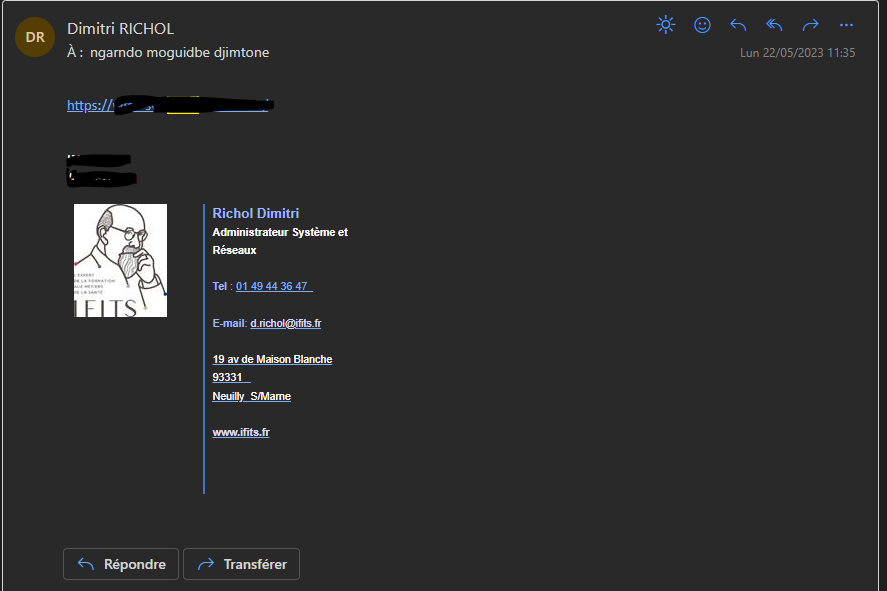 DR
Dimitri RICHOL
À : ngarndo moguidbe djimtone
Lun 22/05/2023 11:35
https://
L'EXPERT
DE LA FORMATION
AUX MÉTIERS
DE LA SANTÉ
IFITS
Richol Dimitri
Administrateur Système et
Réseaux
Tel : 01 49 44 36 47
E-mail: d.richol@ifits.fr
19 av de Maison Blanche
93331
Neuilly S/Marne
www.ifits.fr
Répondre
Transférer